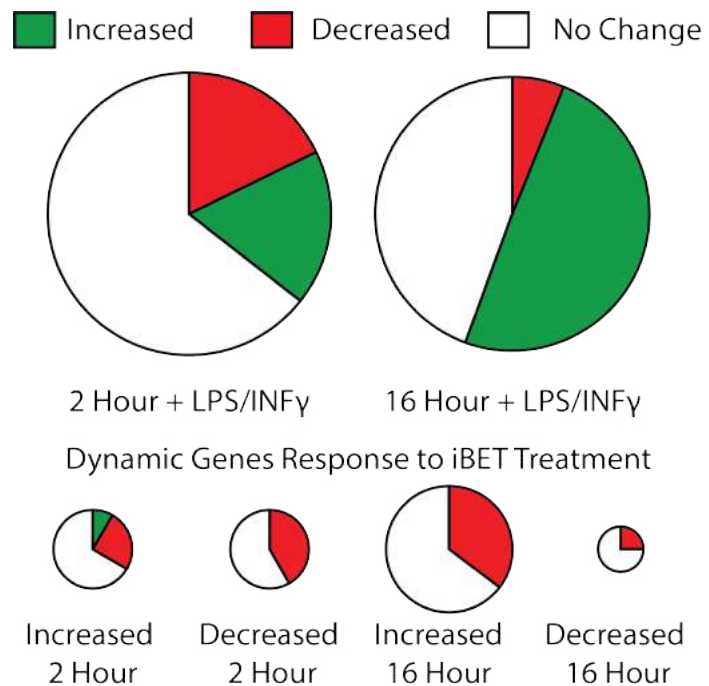 Increased Decreased No Change
2 Hour + LPS/INFγ 16 Hour + LPS/INFγ
Dynamic Genes Response to iBET Treatment
Increased Decreased Increased Decreased
2 Hour 2 Hour 16 Hour 16 Hour